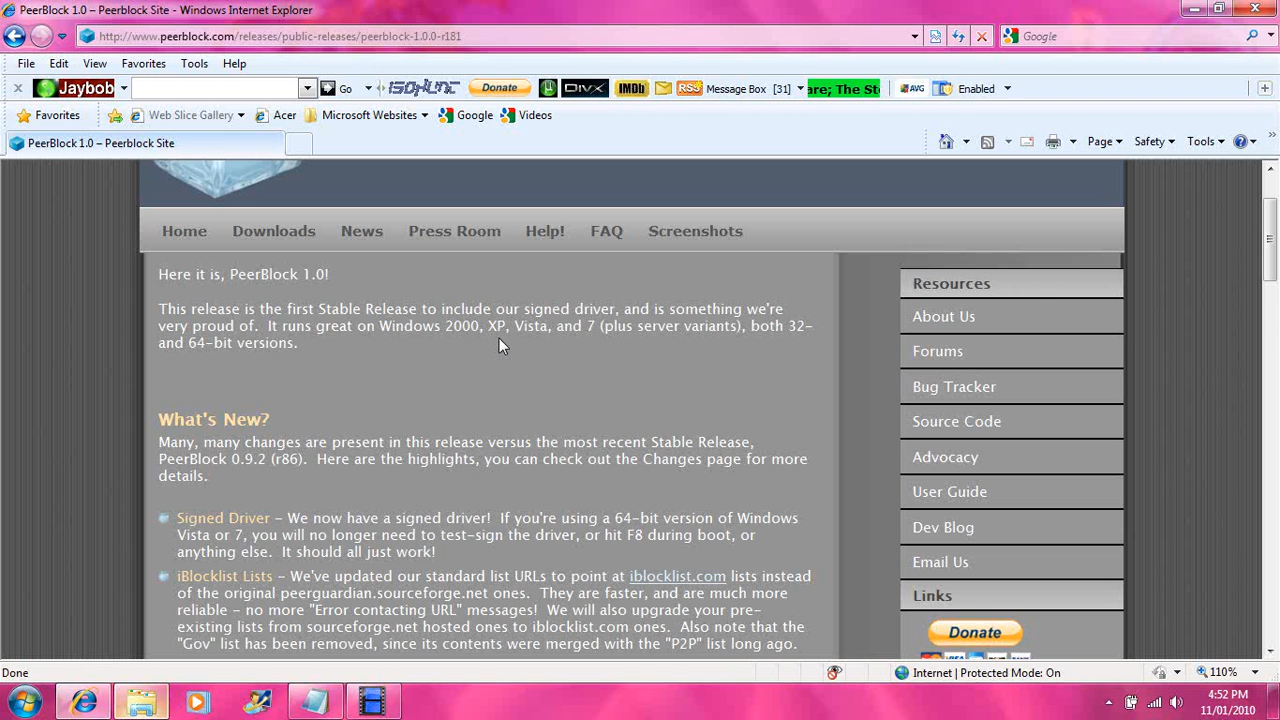 PeerBlock 1.0 – Peerblock Site - Windows Internet Explorer
http://www.peerblock.com/releases/public-releases/peerblock-1.0.0-r181
Google
File Edit View Favorites Tools Help
Jaybob Go isoHunt Donate DIVX IMDb RSS Message Box [31] are; The St AVG Enabled
Favorites Web Slice Gallery Acer Microsoft Websites Google Videos
PeerBlock 1.0 – Peerblock Site Page Safety Tools
Home Downloads News Press Room Help! FAQ Screenshots
Here it is, PeerBlock 1.0!
This release is the first Stable Release to include our signed driver, and is something we're
very proud of. It runs great on Windows 2000, XP, Vista, and 7 (plus server variants), both 32-
and 64-bit versions.
What's New?
Many, many changes are present in this release versus the most recent Stable Release,
PeerBlock 0.9.2 (r86). Here are the highlights, you can check out the Changes page for more
details.
Signed Driver – We now have a signed driver! If you're using a 64-bit version of Windows
Vista or 7, you will no longer need to test-sign the driver, or hit F8 during boot, or
anything else. It should all just work!
iBlocklist Lists – We've updated our standard list URLs to point at iblocklist.com lists instead
of the original peerguardian.sourceforge.net ones. They are faster, and are much more
reliable – no more "Error contacting URL" messages! We will also upgrade your pre-
existing lists from sourceforge.net hosted ones to iblocklist.com ones. Also note that the
"Gov" list has been removed, since its contents were merged with the "P2P" list long ago.
Resources
About Us
Forums
Bug Tracker
Source Code
Advocacy
User Guide
Dev Blog
Email Us
Links
Donate
Done Internet | Protected Mode: On 110%
4:52 PM
11/01/2010